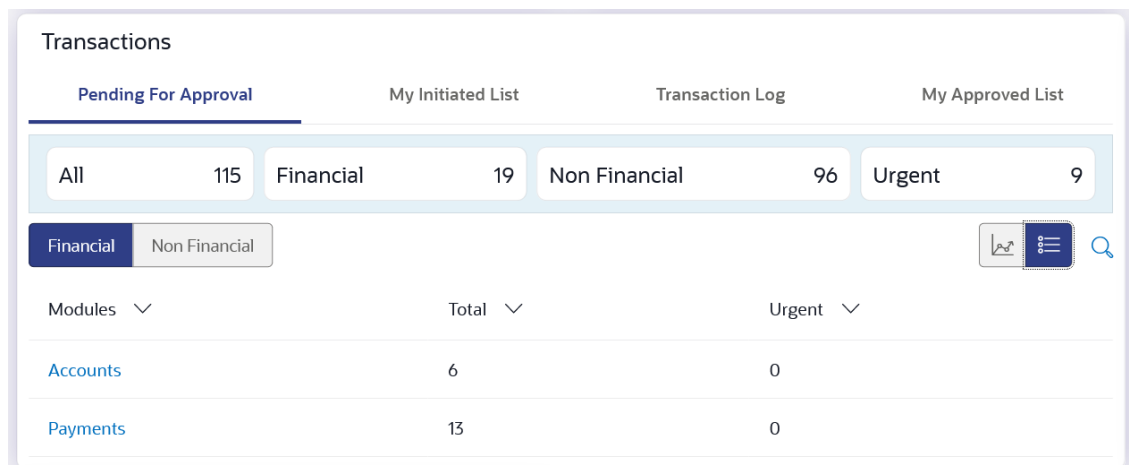 Transactions
Pending For Approval My Initiated List Transaction Log My Approved List
All 115 Financial 19 Non Financial 96 Urgent 9
Financial Non Financial
Modules Total Urgent
Accounts 6 0
Payments 13 0